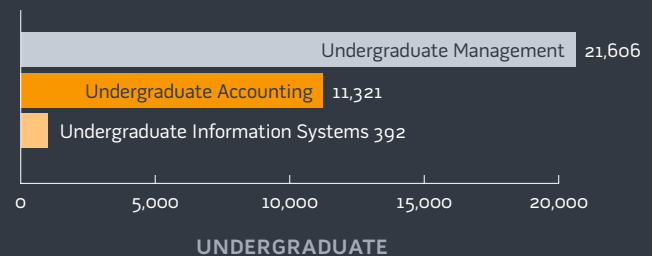 Undergraduate Management 21,606
Undergraduate Accounting 11,321
Undergraduate Information Systems 392
0 5,000 10,000 15,000 20,000
UNDERGRADUATE